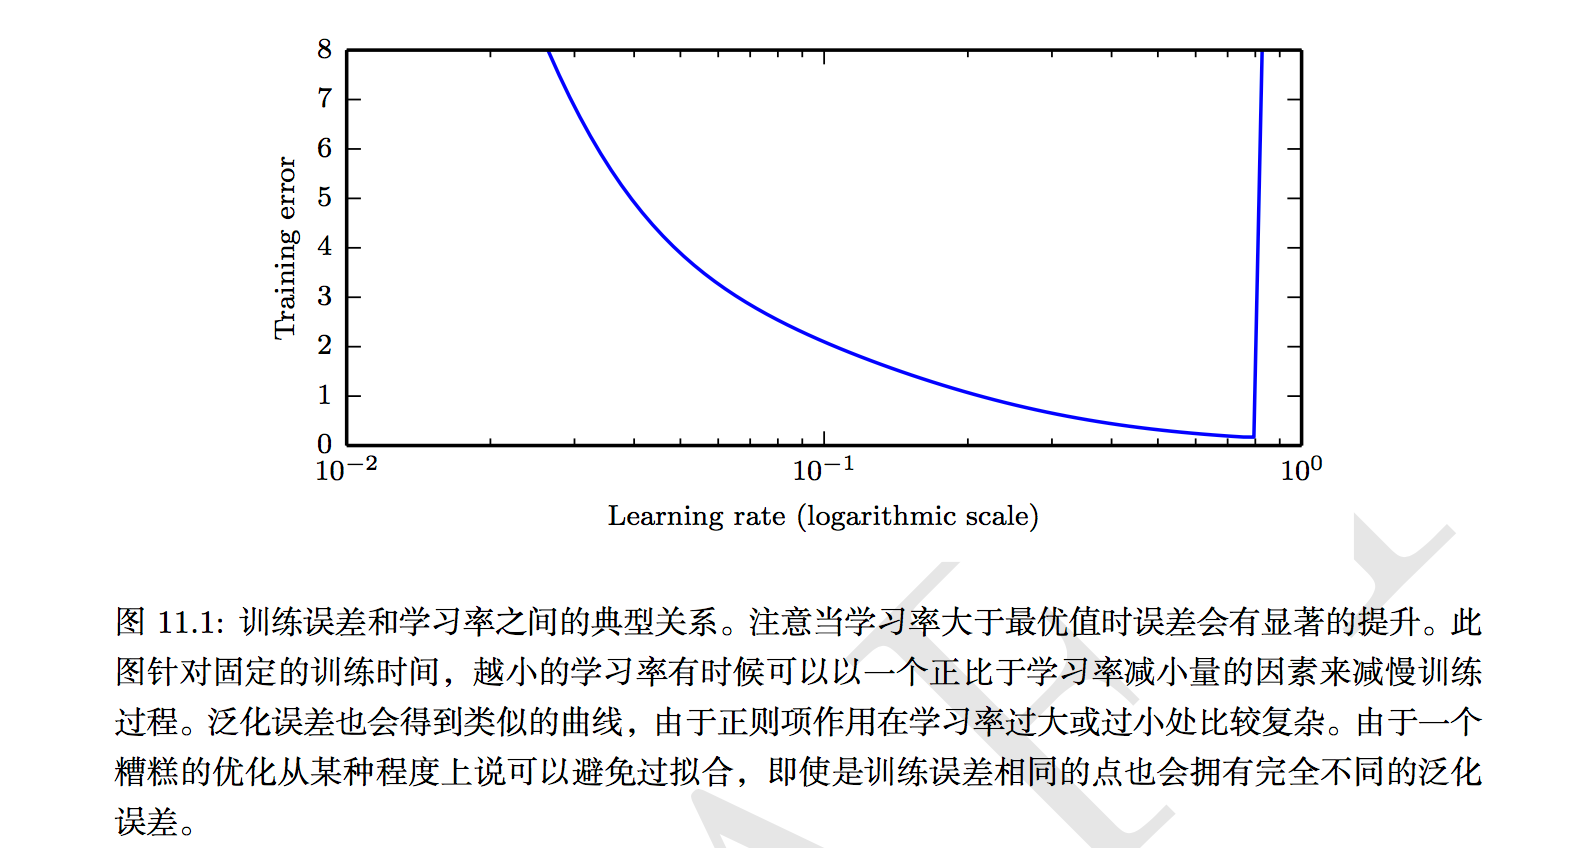 8
7
6
5
4
3
2
1
0
Training error
10⁻² 10⁻¹ 10⁰
Learning rate (logarithmic scale)
图 11.1: 训练误差和学习率之间的典型关系。注意当学习率大于最优值时误差会有显著的提升。此
图针对固定的训练时间，越小的学习率有时候可以以一个正比于学习率减小量的因素来减慢训练
过程。泛化误差也会得到类似的曲线，由于正则项作用在学习率过大或过小处比较复杂。由于一个
糟糕的优化从某种程度上说可以避免过拟合，即使是训练误差相同的点也会拥有完全不同的泛化
误差。